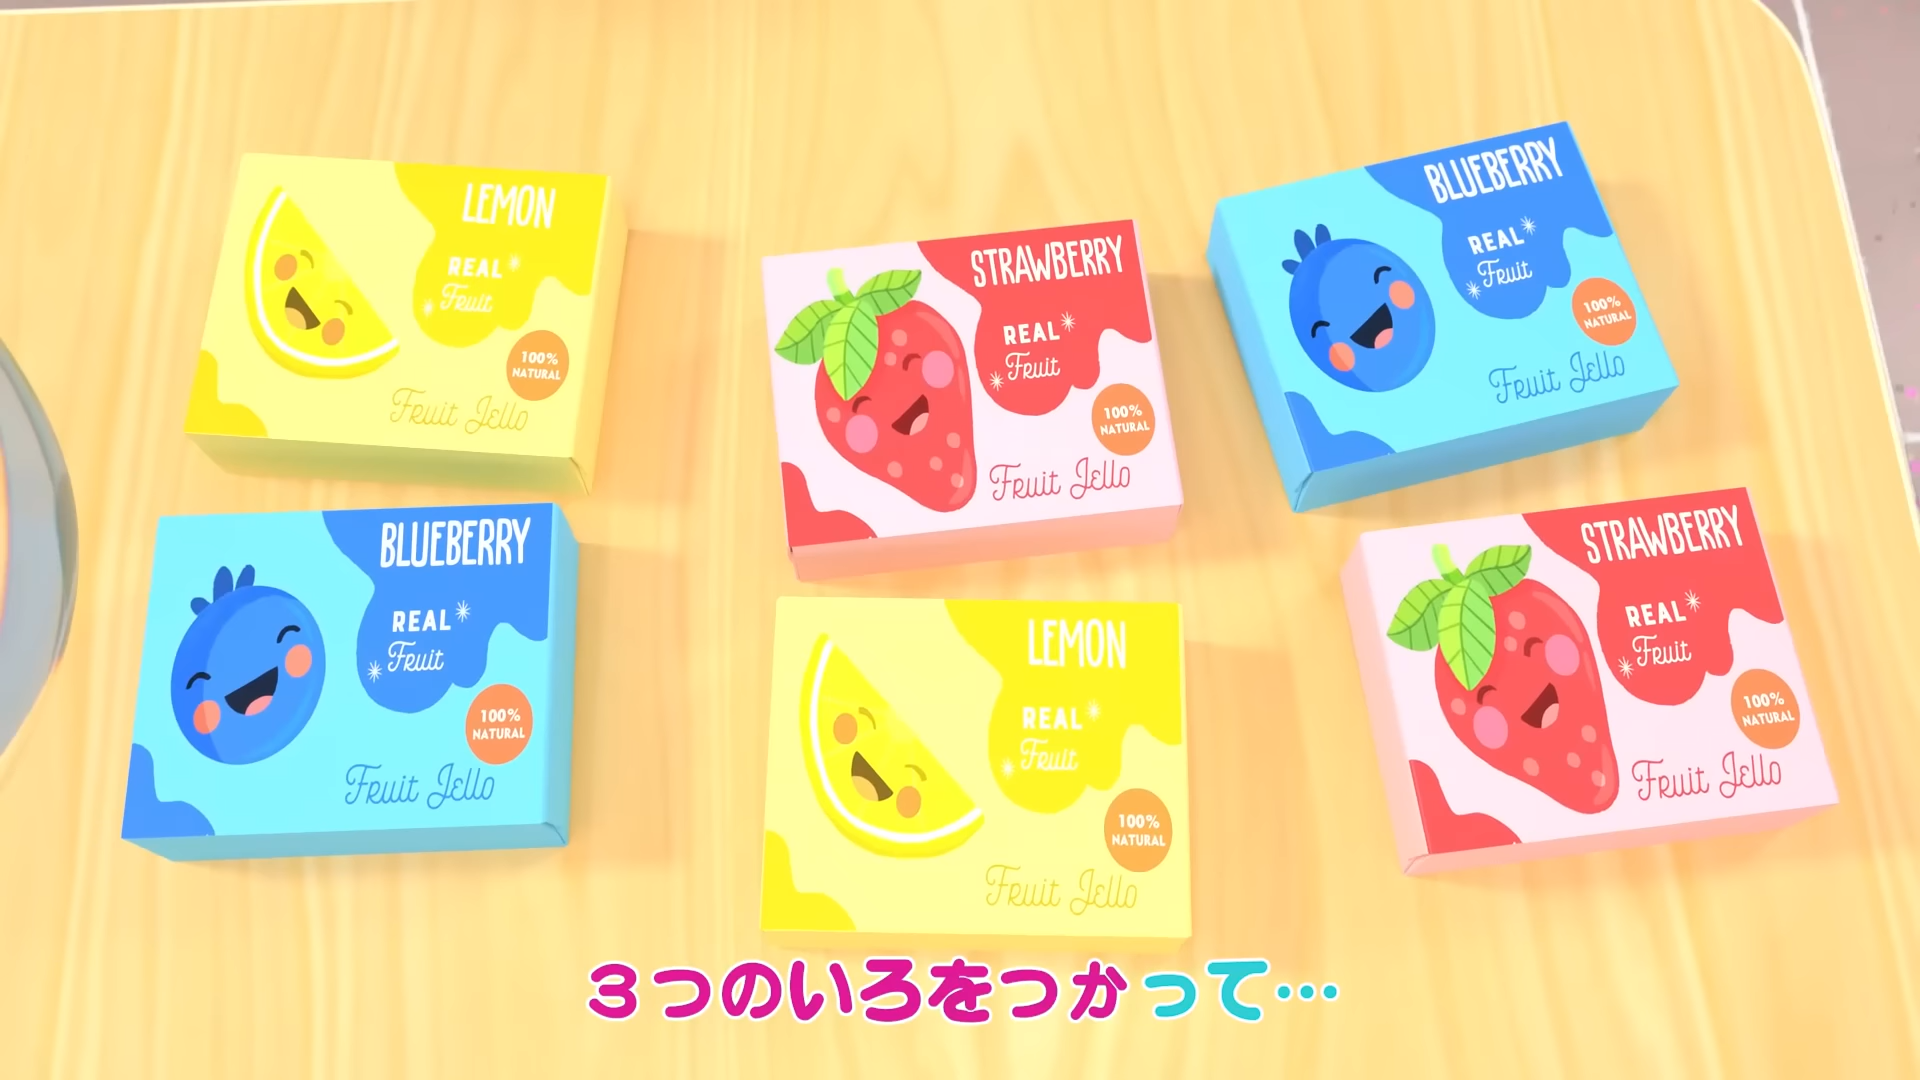 LEMON
REAL
Fruit
100%
NATURAL
Fruit Jello
STRAWBERRY
REAL
Fruit
100%
NATURAL
Fruit Jello
BLUEBERRY
REAL
Fruit
100%
NATURAL
Fruit Jello
BLUEBERRY
REAL
Fruit
100%
NATURAL
Fruit Jello
LEMON
REAL
Fruit
100%
NATURAL
Fruit Jello
STRAWBERRY
REAL
Fruit
100%
NATURAL
Fruit Jello
３つのいろをつかって…